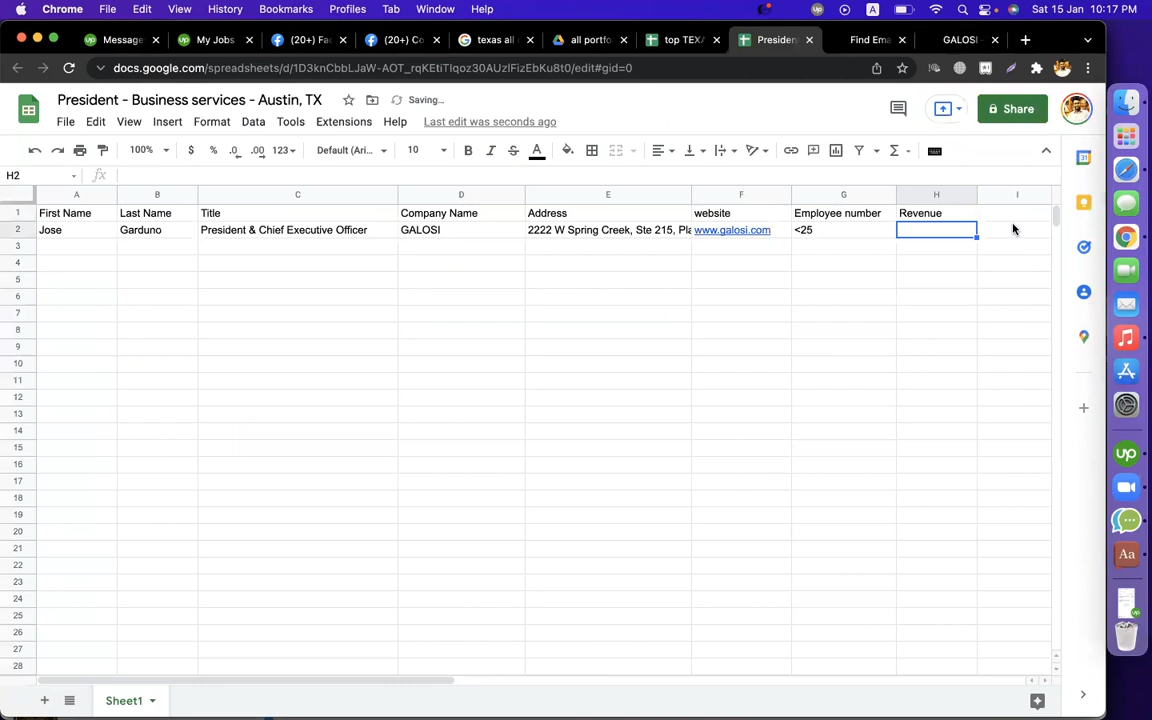 Chrome File Edit View History Bookmarks Profiles Tab Window Help A Sat 15 Jan 10:17 PM
Message My Jobs (20+) Fac (20+) Co texas all all portfo top TEXA Presiden Find Ema GALOSI -
docs.google.com/spreadsheets/d/1D3knCbbLJaW-AOT_rqKEtiTIqoz30AUzlFizEbKu8t0/edit#gid=0
President - Business services - Austin, TX Saving...
File Edit View Insert Format Data Tools Extensions Help Last edit was seconds ago Share
100% $ % .0 .00 123 Default (Ari... 10 B I S A
H2 fx
A B C D E F G H I
1 First Name Last Name Title Company Name Address website Employee number Revenue
2 Jose Garduno President & Chief Executive Officer GALOSI 2222 W Spring Creek, Ste 215, Pla www.galosi.com <25
3
4
5
6
7
8
9
10
11
12
13
14
15
16
17
18
19
20
21
22
23
24
25
26
27
28
Sheet1
31
up
Aa